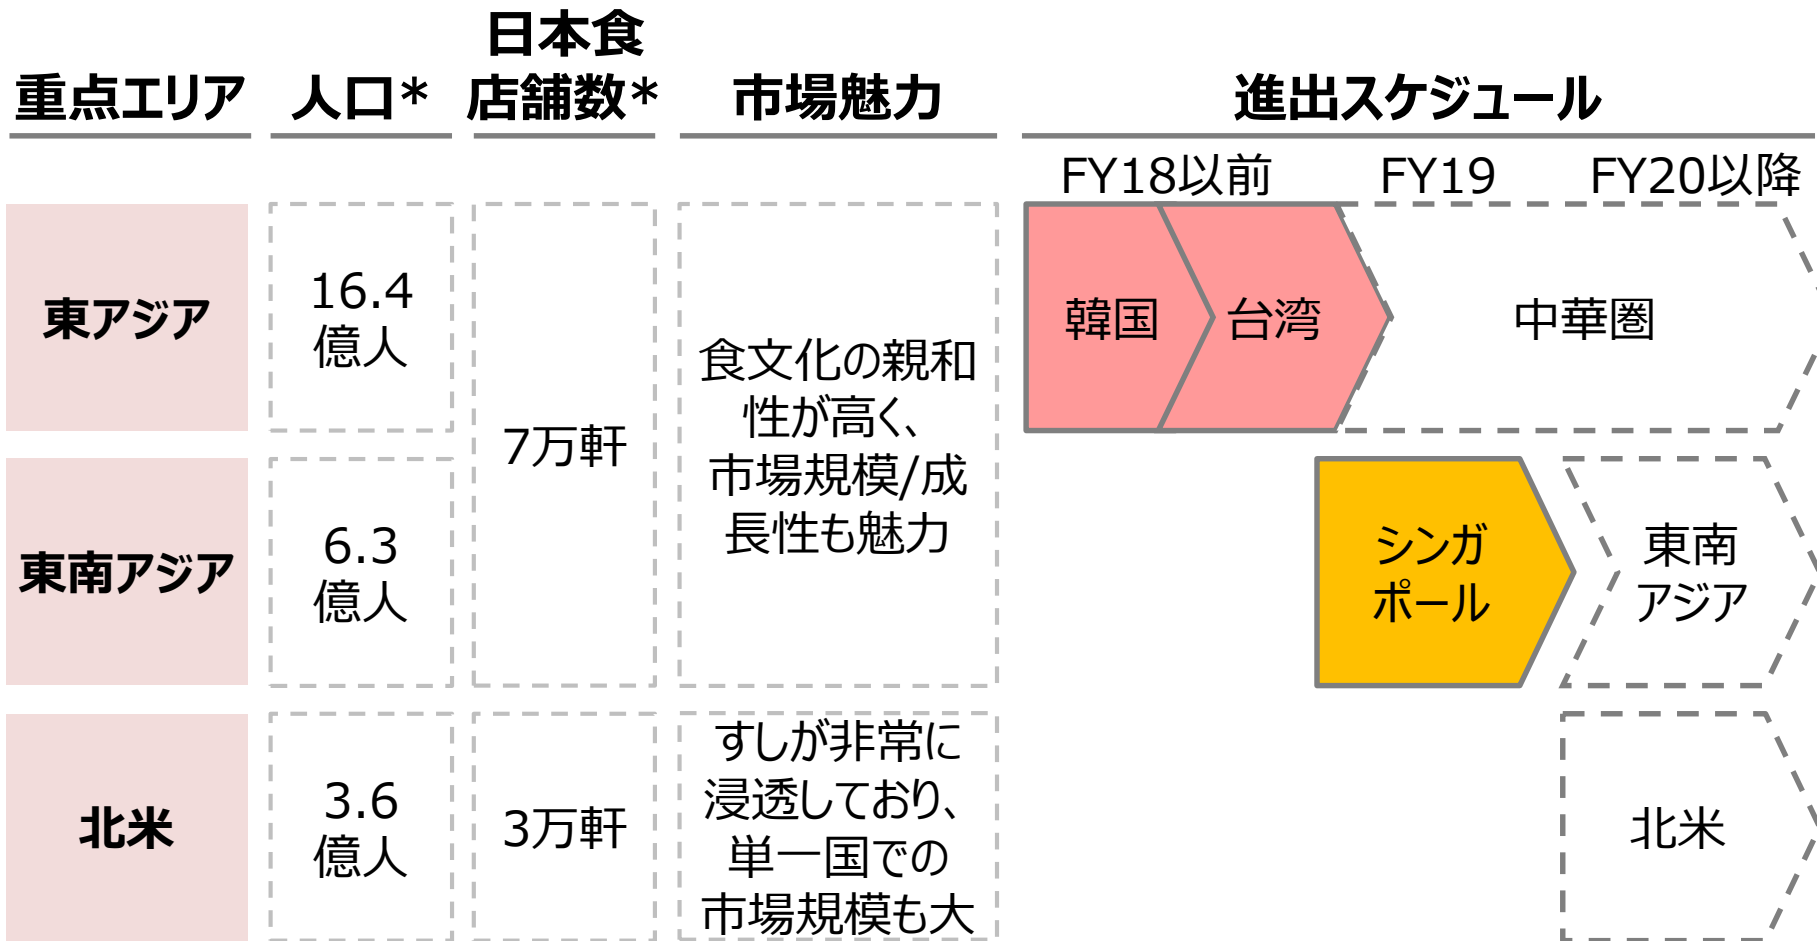 重点エリア
人口*
日本食
店舗数*
市場魅力
進出スケジュール
FY18以前
FY19
FY20以降
東アジア
16.4
億人
7万軒
食文化の親和
性が高く、
市場規模/成
長性も魅力
韓国
台湾
中華圏
東南アジア
6.3
億人
シンガ
ポール
東南
アジア
北米
3.6
億人
3万軒
すしが非常に
浸透しており、
単一国での
市場規模も大
北米